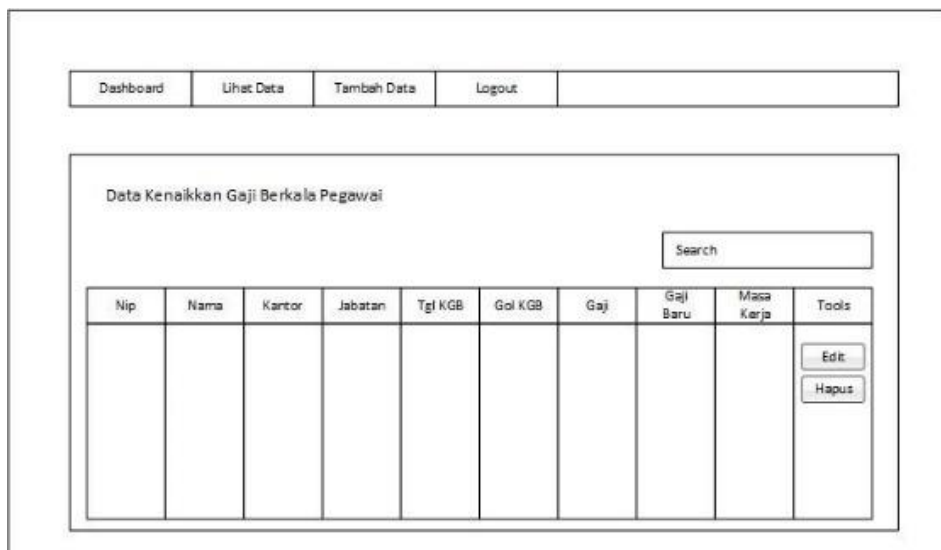 Dashboard Lihat Data Tambah Data Logout
Data Kenaikkan Gaji Berkala Pegawai
Search
Nip Nama Kantor Jabatan Tgl KGB Gol KGB Gaji Gaji Baru Masa Kerja Tools
Edit
Hapus